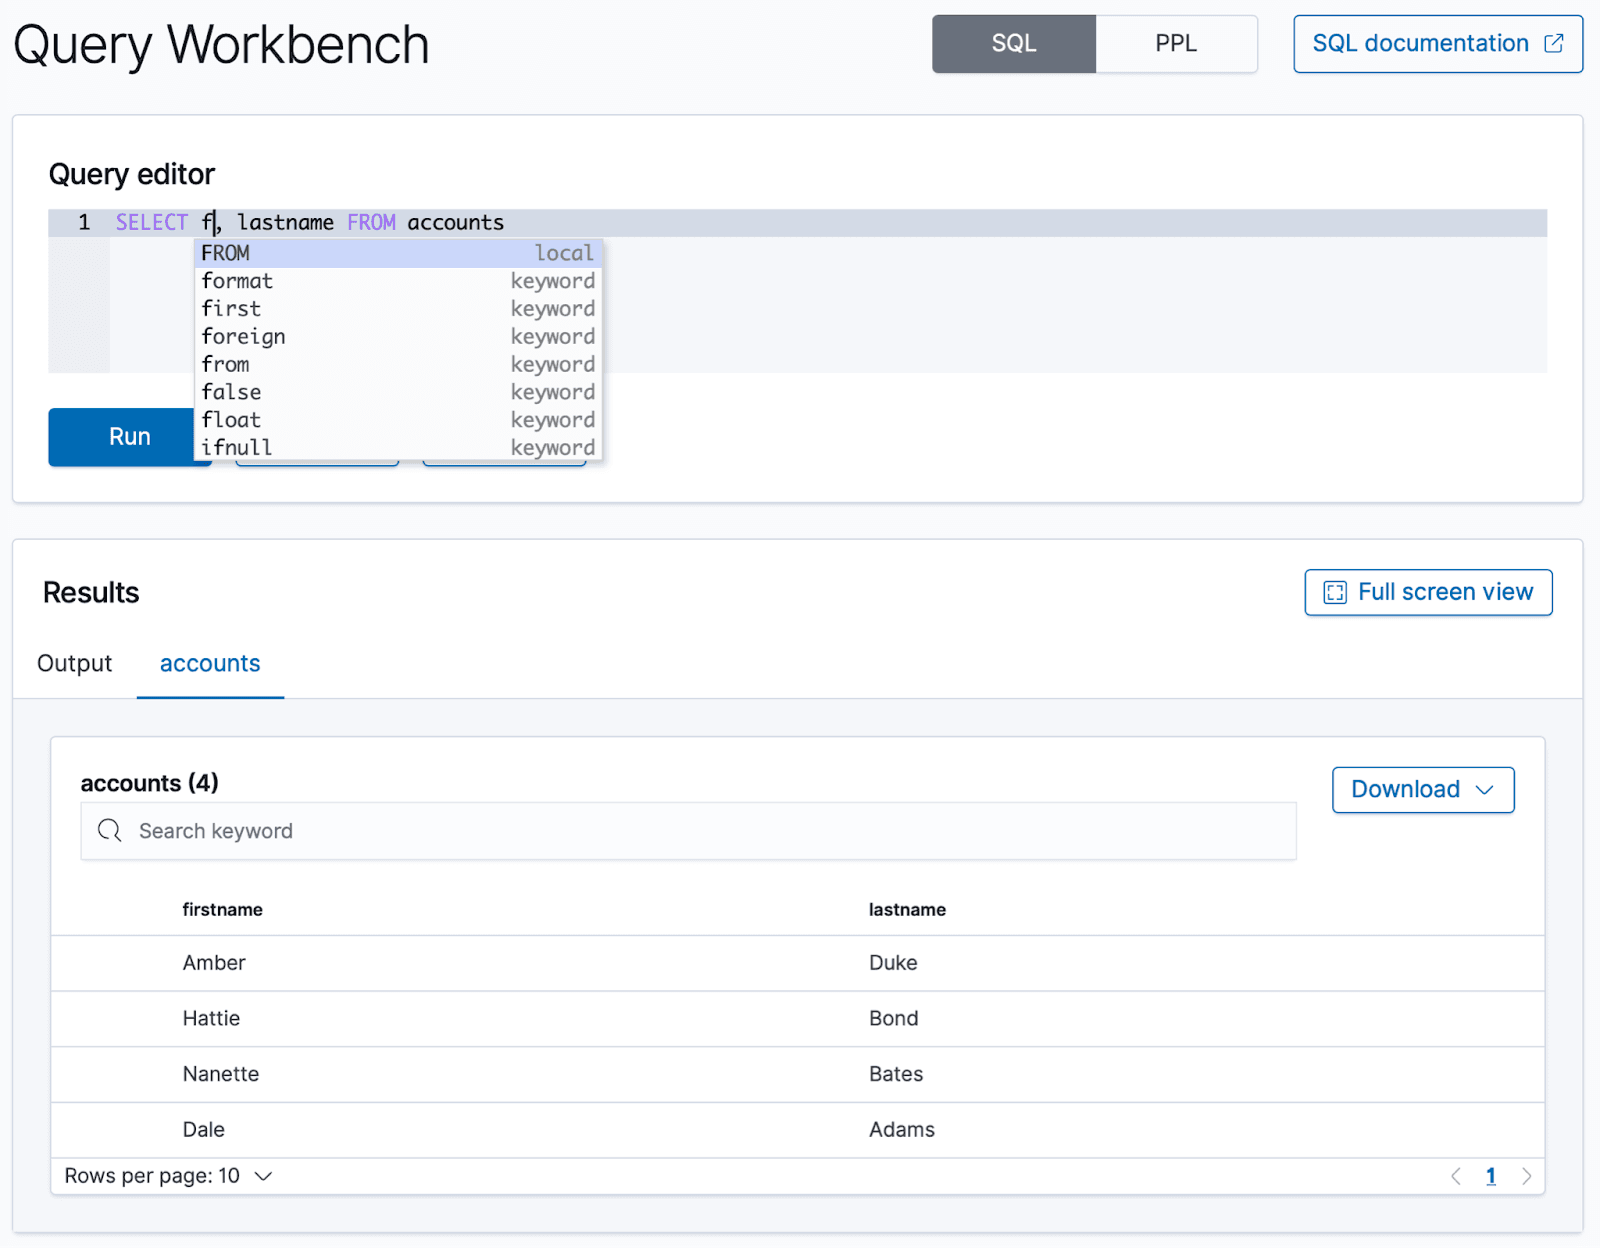 Query Workbench
SQL
PPL
SQL documentation
Query editor
1 SELECT f, lastname FROM accounts
FROM local
format keyword
first keyword
foreign keyword
from keyword
false keyword
float keyword
ifnull keyword
Run
Results
Full screen view
Output
accounts
accounts (4)
Download
Search keyword
firstname lastname
Amber Duke
Hattie Bond
Nanette Bates
Dale Adams
Rows per page: 10
1